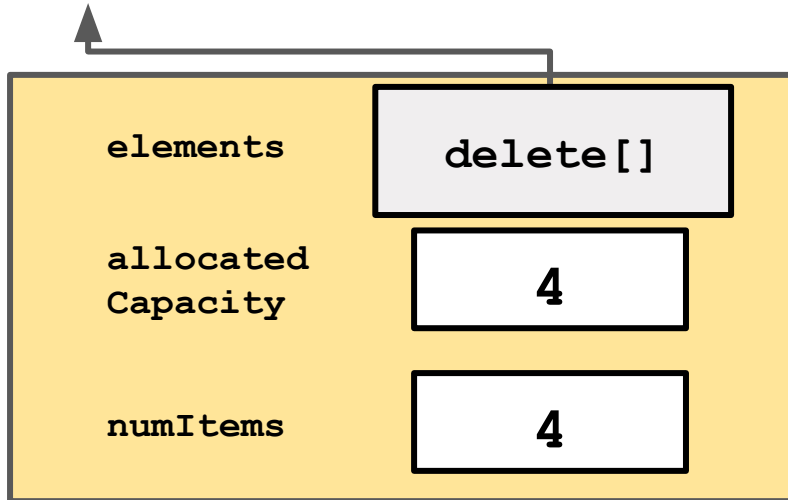 elements
delete[]
allocated
Capacity
4
numItems
4